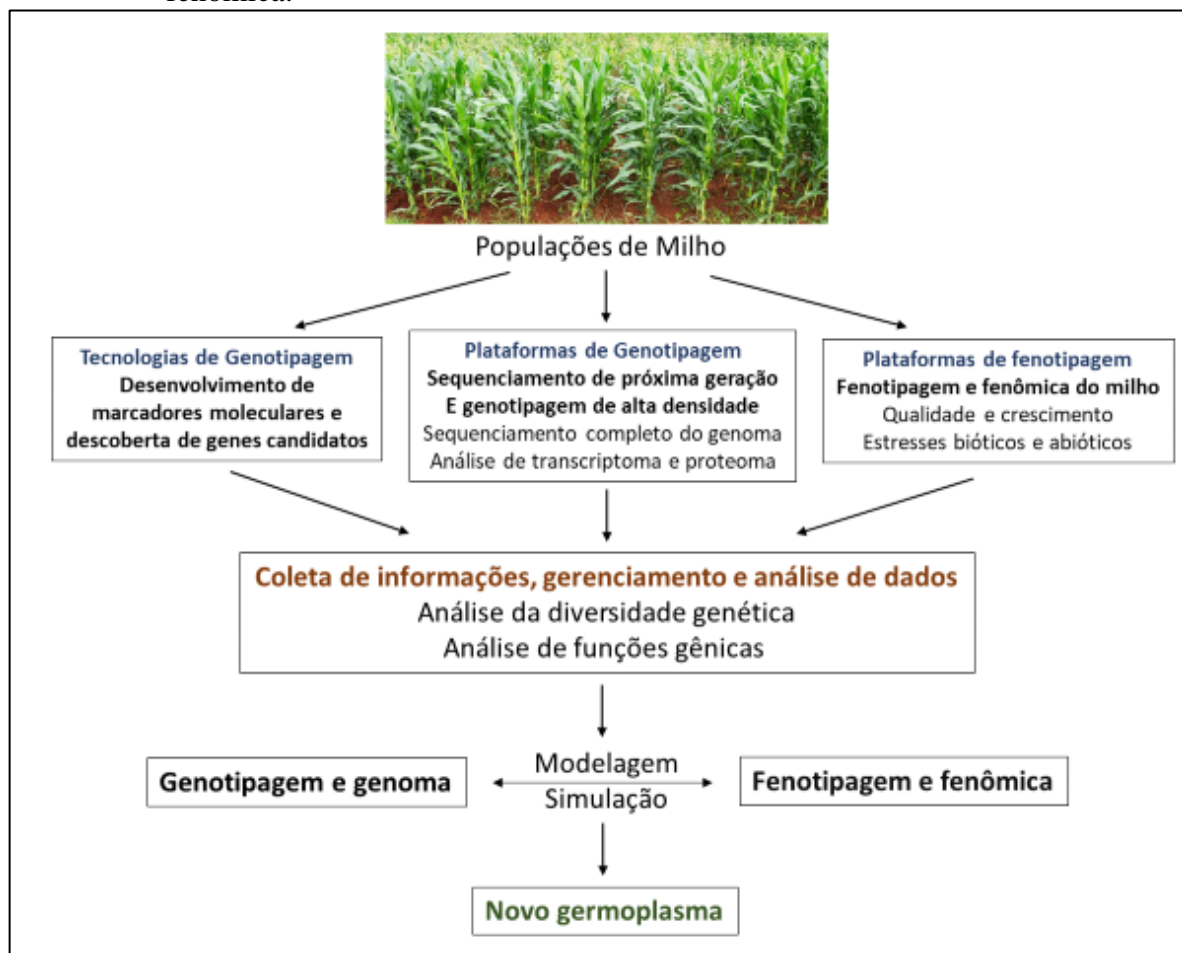 fenômica.
Populações de Milho
Tecnologias de Genotipagem
Desenvolvimento de
marcadores moleculares e
descoberta de genes candidatos
Plataformas de Genotipagem
Sequenciamento de próxima geração
E genotipagem de alta densidade
Sequenciamento completo do genoma
Análise de transcriptoma e proteoma
Plataformas de fenotipagem
Fenotipagem e fenômica do milho
Qualidade e crescimento
Estresses bióticos e abióticos
Coleta de informações, gerenciamento e análise de dados
Análise da diversidade genética
Análise de funções gênicas
Genotipagem e genoma
Modelagem
Simulação
Fenotipagem e fenômica
Novo germoplasma